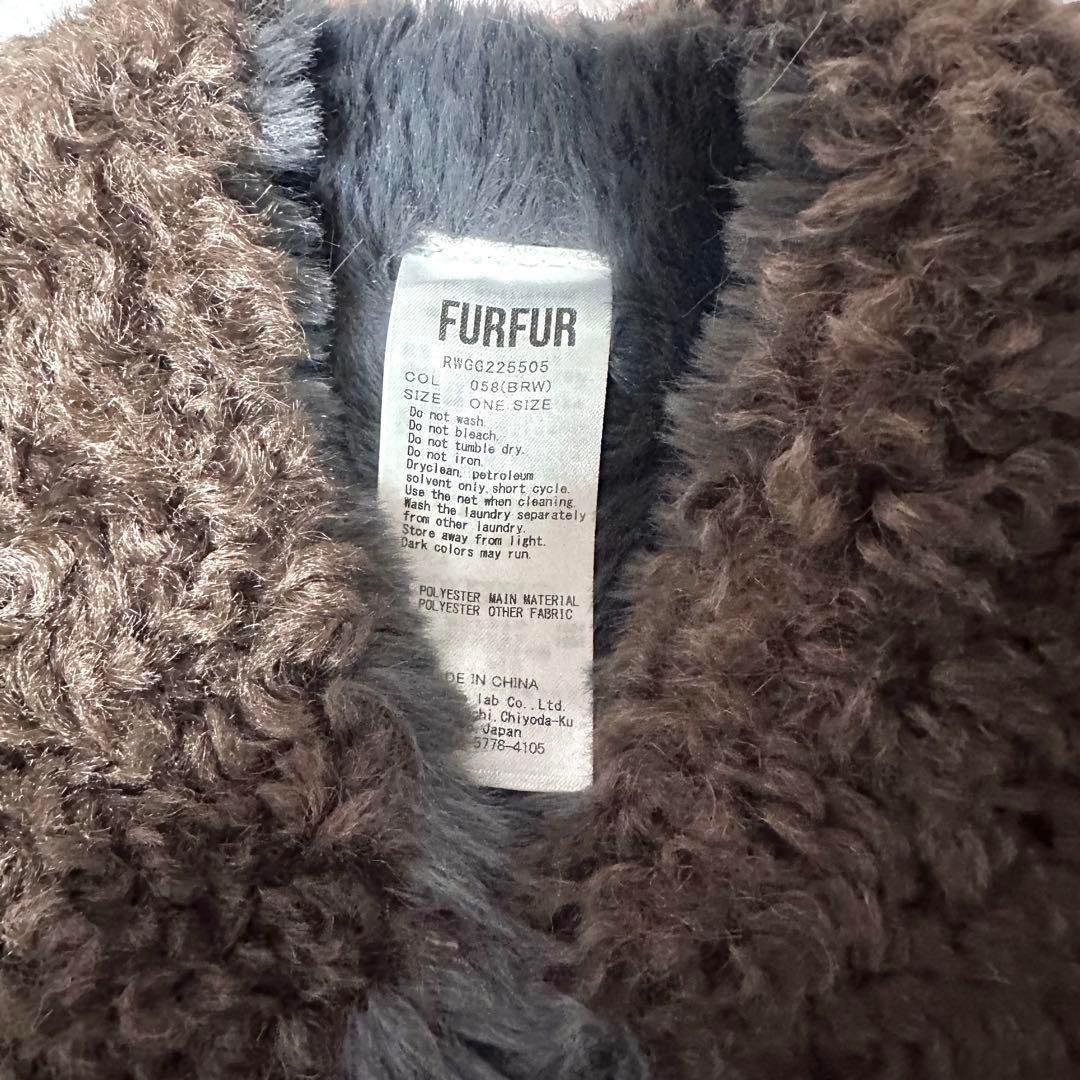 FURFUR
RWGG225505
COL 058(BRW)
SIZE ONE SIZE
Do not wash.
Do not bleach.
Do not tumble dry.
Do not iron.
Dryclean, petroleum
solvent only, short cycle.
Use the net when cleaning.
Wash the laundry separately
from other laundry.
Store away from light.
Dark colors may run.
POLYESTER MAIN MATERIAL
POLYESTER OTHER FABRIC
DE IN CHINA
lab Co.,Ltd.
chi,Chiyoda-Ku
Japan
5778-4105